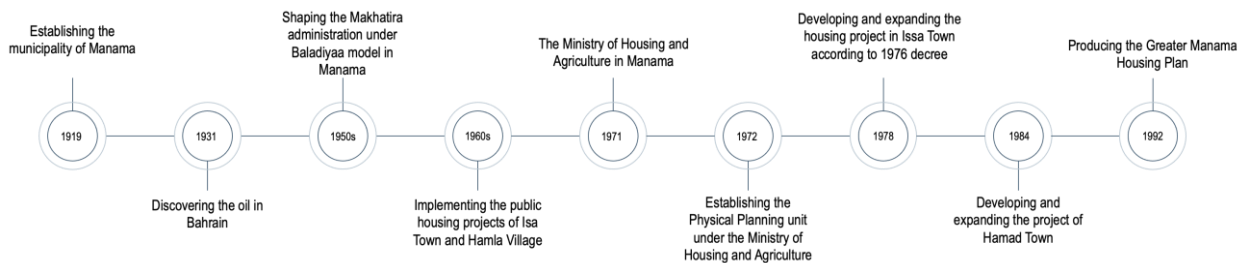 Establishing the
municipality of Manama
1919
1931
Discovering the oil in
Bahrain
Shaping the Makhatira
administration under
Baladiyaa model in
Manama
1950s
1960s
Implementing the public
housing projects of Isa
Town and Hamla Village
The Ministry of Housing and
Agriculture in Manama
1971
1972
Establishing the
Physical Planning unit
under the Ministry of
Housing and Agriculture
Developing and expanding the
housing project in Issa Town
according to 1976 decree
1978
1984
Developing and
expanding the project of
Hamad Town
Producing the Greater Manama
Housing Plan
1992